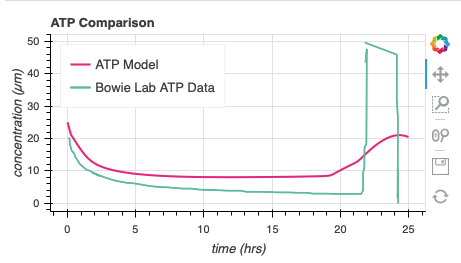 ATP Comparison
50
40
30
20
10
0
concentration (μm)
ATP Model
Bowie Lab ATP Data
0 5 10 15 20 25
time (hrs)